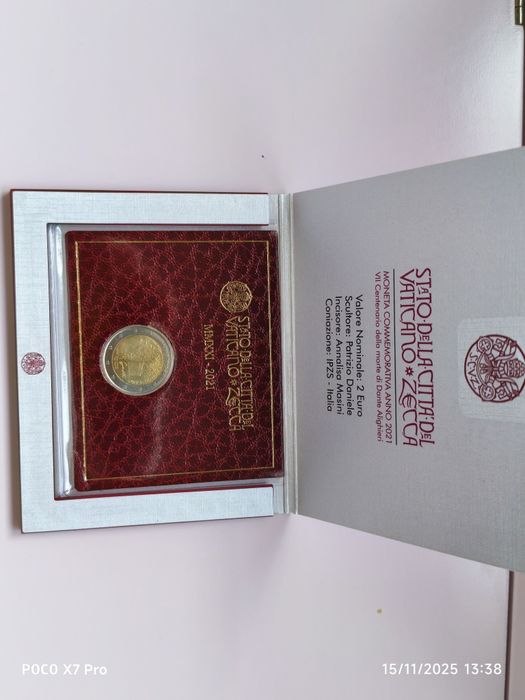 STATO DELLA CITTA' DEL
VATICANO * ZECCA
MONETA COMMEMORATIVA ANNO 2021
VII Centenario della morte di Dante Alighieri
Valore Nominale: 2 Euro
Scultore: Patrizio Daniele
Incisore: Annalisa Masini
Coniazione: IPZS - Italia
STATO DELLA CITTA' DEL
VATICANO * ZECCA
MMXXI - 2021
POCO X7 Pro
15/11/2025 13:38